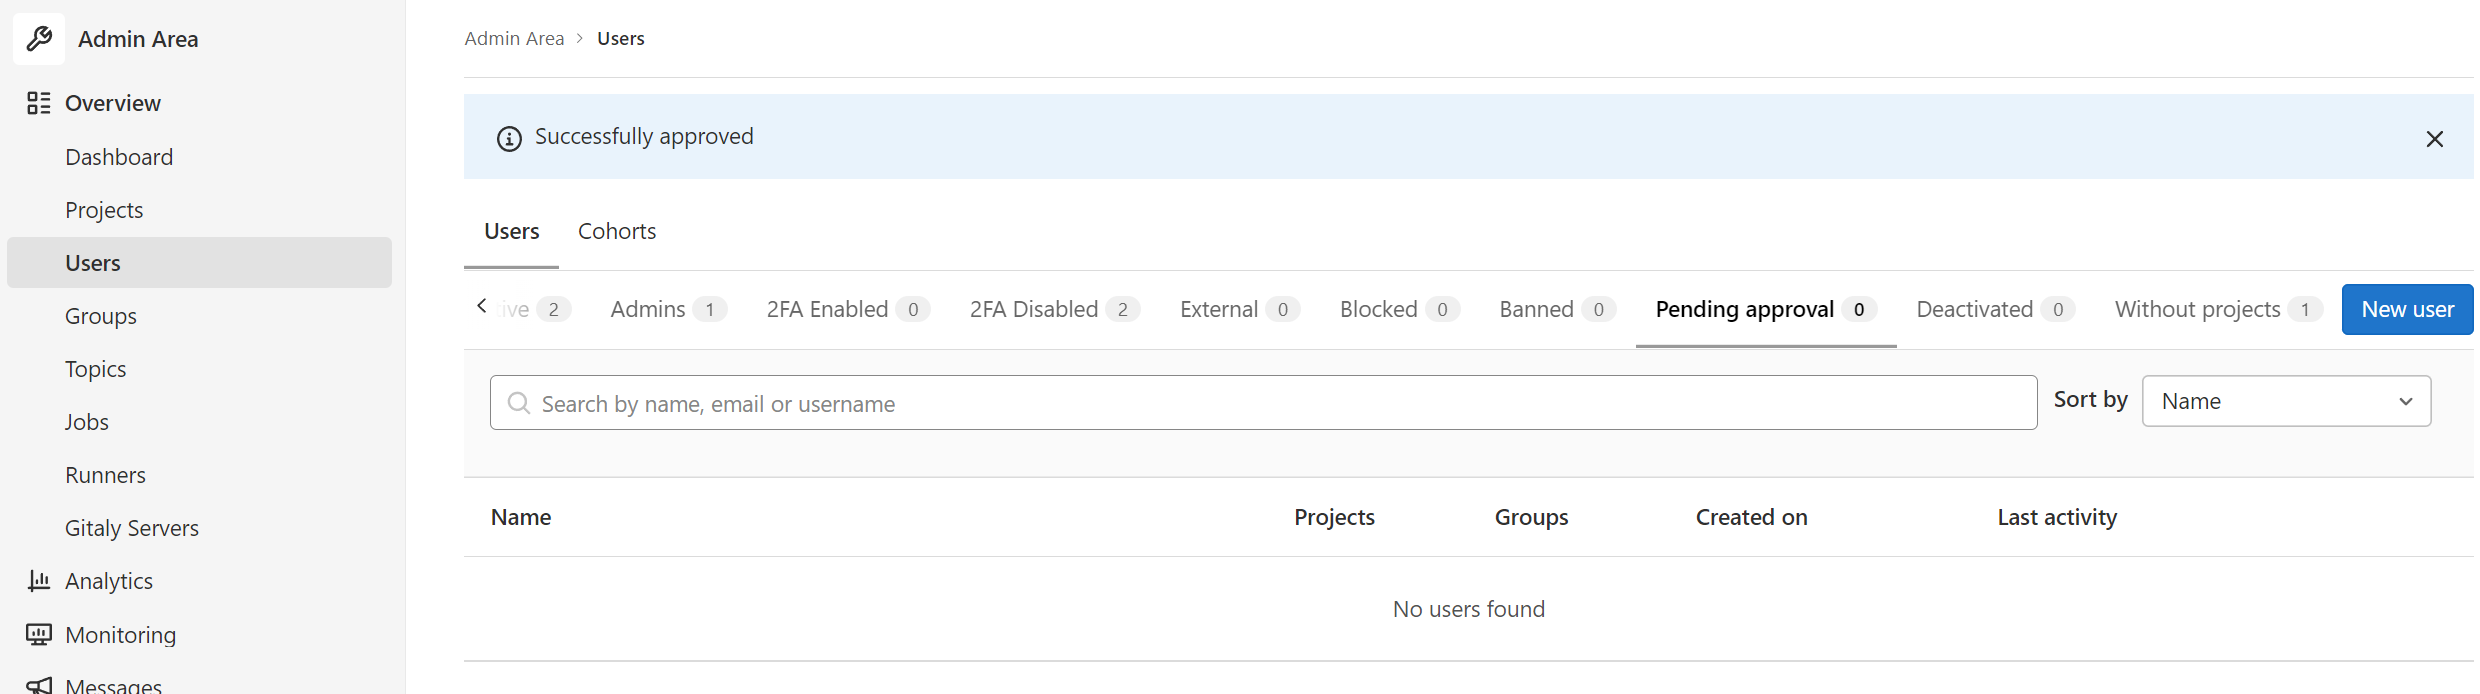 Admin Area
Overview
Dashboard
Projects
Users
Groups
Topics
Jobs
Runners
Gitaly Servers
Analytics
Monitoring
Messages
Admin Area > Users
Successfully approved
Users Cohorts
ive 2 Admins 1 2FA Enabled 0 2FA Disabled 2 External 0 Blocked 0 Banned 0 Pending approval 0 Deactivated 0 Without projects 1 New user
Search by name, email or username Sort by Name
Name Projects Groups Created on Last activity
No users found